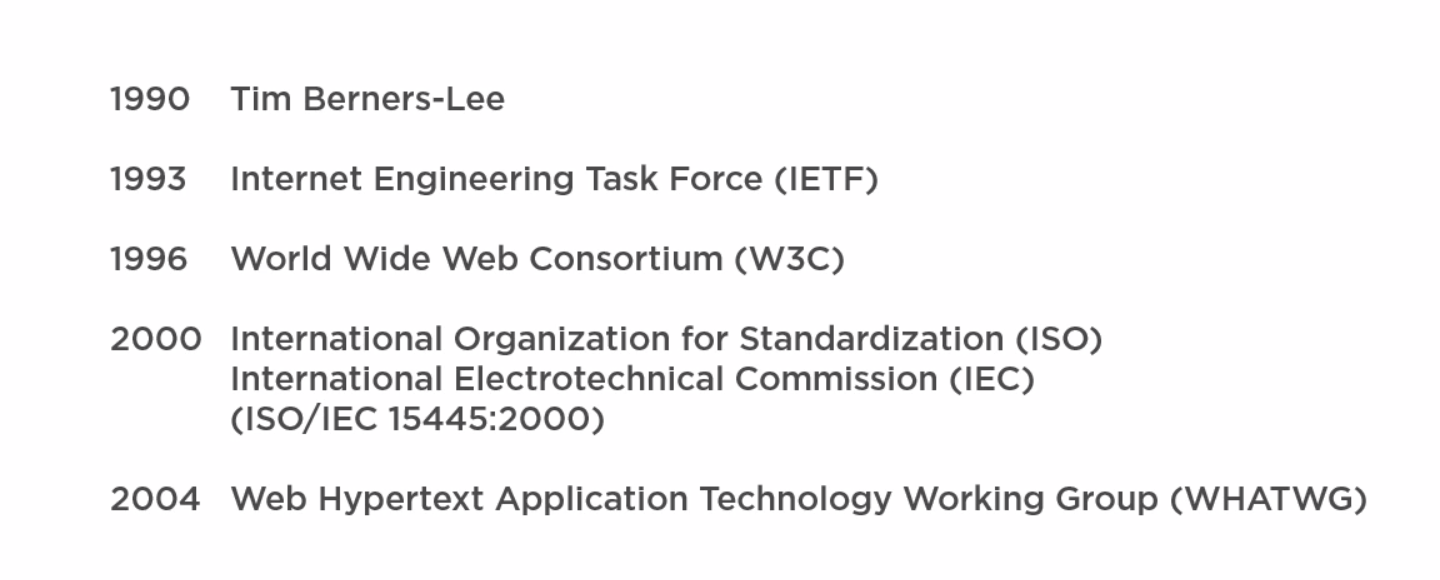 1990 Tim Berners-Lee
1993 Internet Engineering Task Force (IETF)
1996 World Wide Web Consortium (W3C)
2000 International Organization for Standardization (ISO)
International Electrotechnical Commission (IEC)
(ISO/IEC 15445:2000)
2004 Web Hypertext Application Technology Working Group (WHATWG)